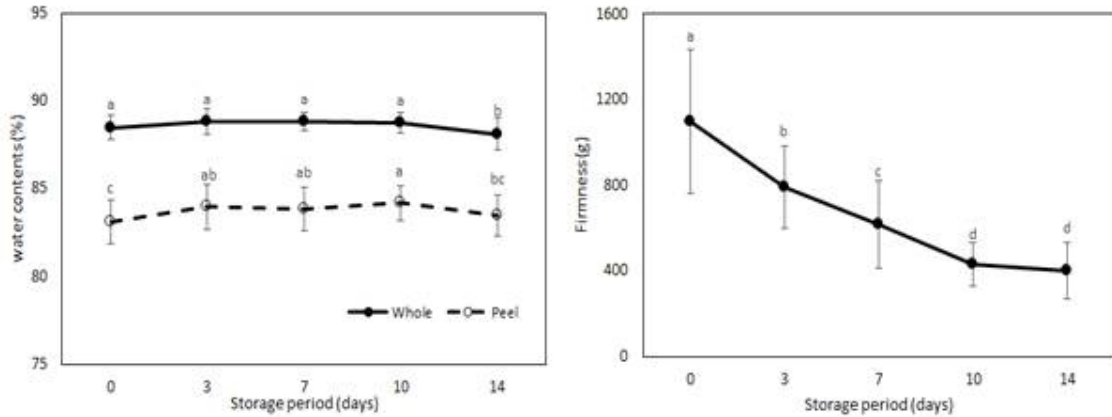 95
90
85
80
75
water contents (%)
a a a a b
c ab ab a bc
Whole Peel
0 3 7 10 14
Storage period (days)
1600
1200
800
400
0
Firmness (g)
a
b
c
d d
0 3 7 10 14
Storage period (days)